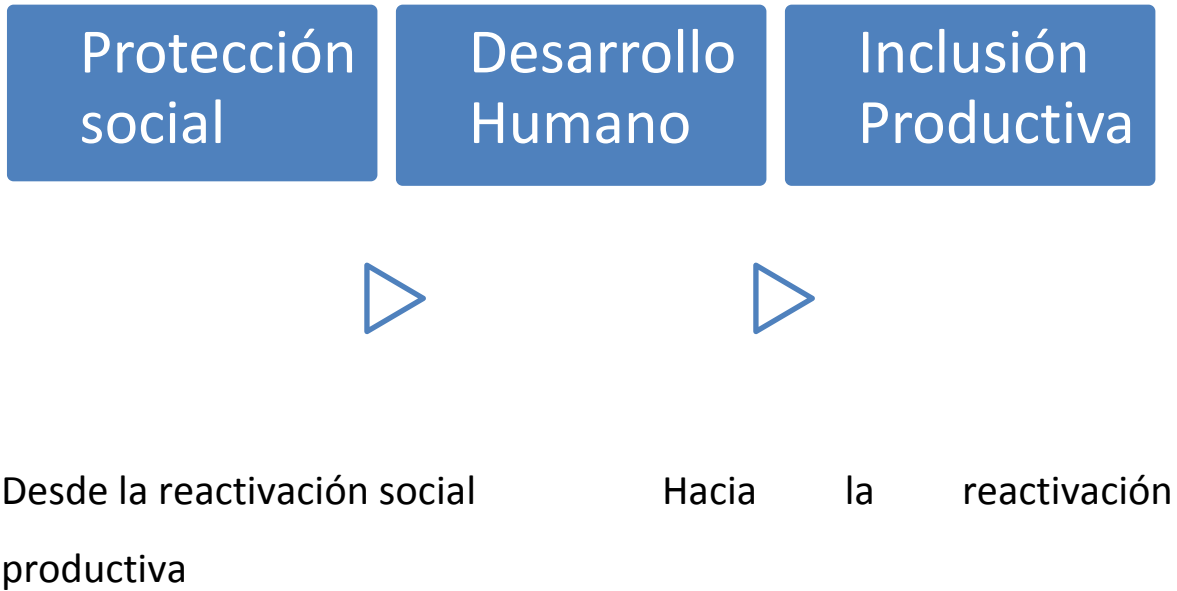 Protección
social
Desarrollo
Humano
Inclusión
Productiva
Desde la reactivación social Hacia la reactivación
productiva